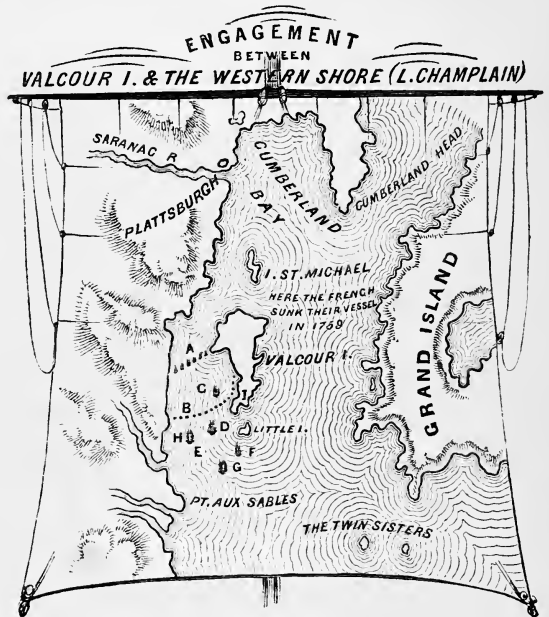 ENGAGEMENT
BETWEEN
VALCOUR I. & THE WESTERN SHORE (L. CHAMPLAIN)
SARANAC R
PLATTSBURGH
CUMBERLAND
BAY
CUMBERLAND HEAD
I. ST. MICHAEL
HERE THE FRENCH
SUNK THEIR VESSEL
IN 1759
GRAND ISLAND
VALCOUR I.
A
C
I
B
D
LITTLE I.
H
E
F
G
PT. AUX SABLES
THE TWIN SISTERS